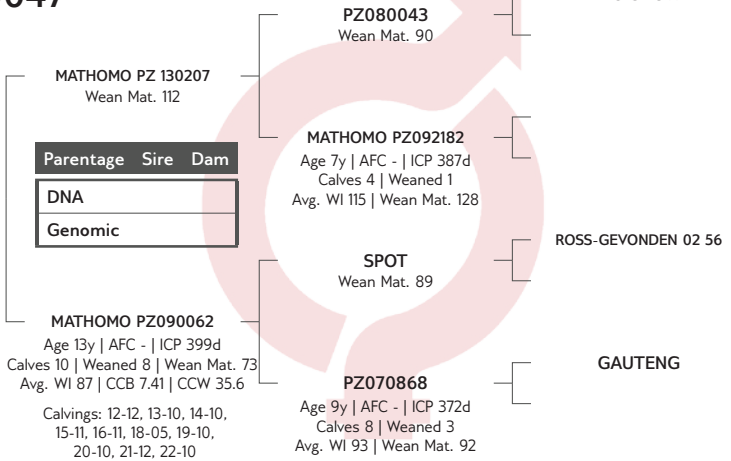 PZ080043
Wean Mat. 90
MATHOMO PZ 130207
Wean Mat. 112
MATHOMO PZ092182
Age 7y | AFC - | ICP 387d
Calves 4 | Weaned 1
Avg. WI 115 | Wean Mat. 128
Parentage Sire Dam
DNA
Genomic
ROSS-GEVONDEN 02 56
SPOT
Wean Mat. 89
MATHOMO PZ090062
Age 13y | AFC - | ICP 399d
Calves 10 | Weaned 8 | Wean Mat. 73
Avg. WI 87 | CCB 7.41 | CCW 35.6
Calvings: 12-12, 13-10, 14-10,
15-11, 16-11, 18-05, 19-10,
20-10, 21-12, 22-10
GAUTENG
PZ070868
Age 9y | AFC - | ICP 372d
Calves 8 | Weaned 3
Avg. WI 93 | Wean Mat. 92